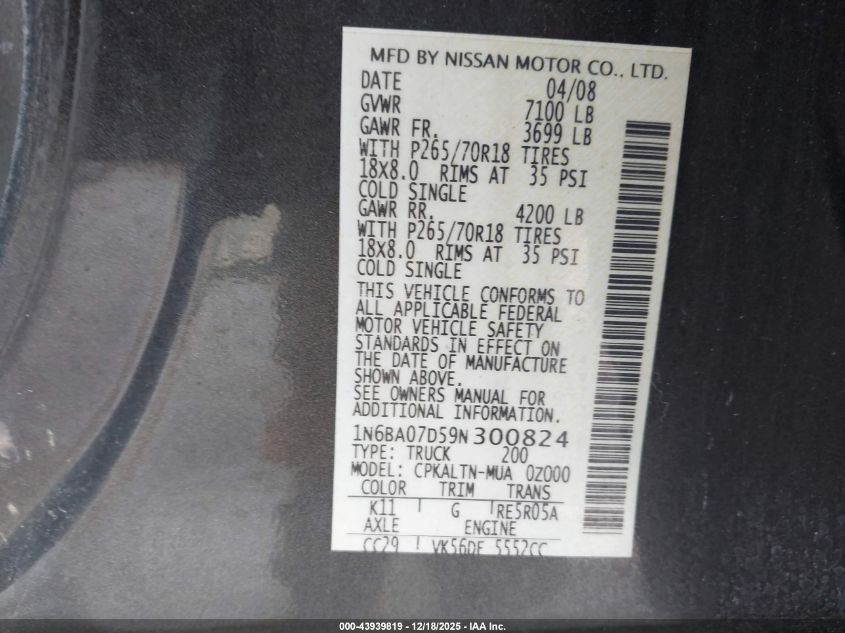 MFD BY NISSAN MOTOR CO., LTD.
DATE 04/08
GVWR 7100 LB
GAWR FR. 3699 LB
WITH P265/70R18 TIRES
18X8.0 RIMS AT 35 PSI
COLD SINGLE
GAWR RR. 4200 LB
WITH P265/70R18 TIRES
18X8.0 RIMS AT 35 PSI
COLD SINGLE
THIS VEHICLE CONFORMS TO
ALL APPLICABLE FEDERAL
MOTOR VEHICLE SAFETY
STANDARDS IN EFFECT ON
THE DATE OF MANUFACTURE
SHOWN ABOVE.
SEE OWNERS MANUAL FOR
ADDITIONAL INFORMATION.
1N6BA07D59N300824
TYPE: TRUCK 200
MODEL: CPKALTN-MUA 0Z000
COLOR TRIM TRANS
K11 G RE5R05A
AXLE ENGINE
CC29 VK56DE 5552CC
000-43939819 - 12/18/2025 - IAA Inc.